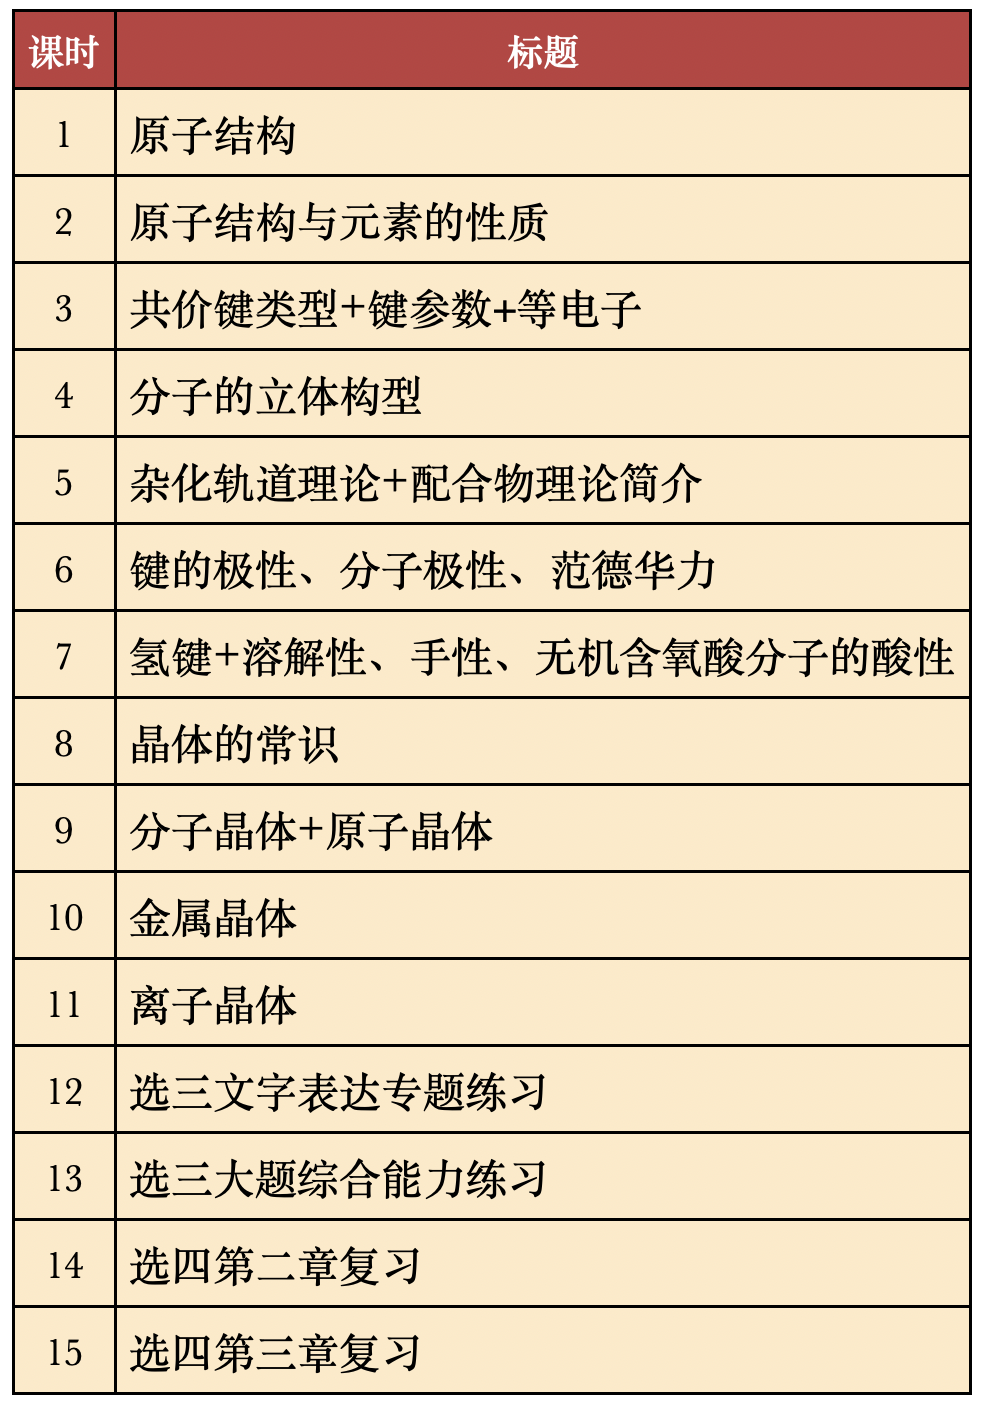 课时 标题
1 原子结构
2 原子结构与元素的性质
3 共价键类型+键参数+等电子
4 分子的立体构型
5 杂化轨道理论+配合物理论简介
6 键的极性、分子极性、范德华力
7 氢键+溶解性、手性、无机含氧酸分子的酸性
8 晶体的常识
9 分子晶体+原子晶体
10 金属晶体
11 离子晶体
12 选三文字表达专题练习
13 选三大题综合能力练习
14 选四第二章复习
15 选四第三章复习